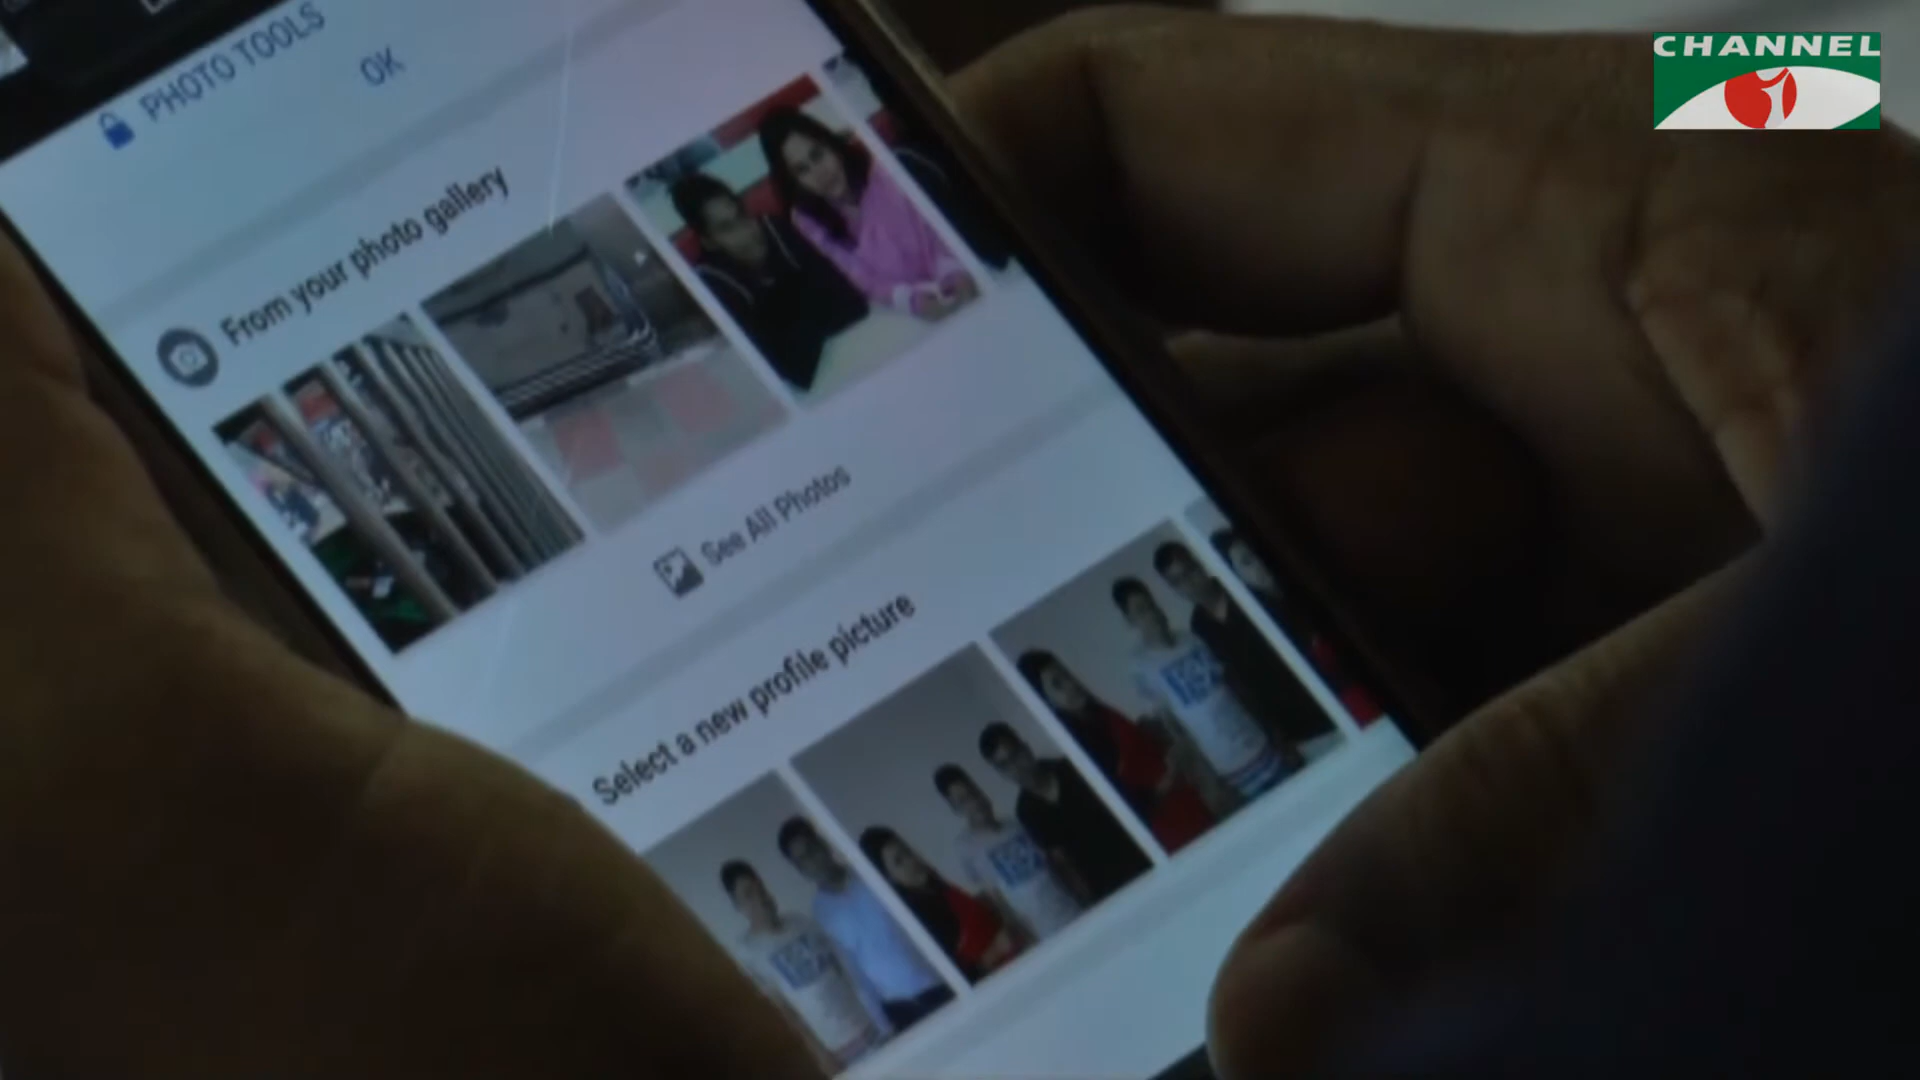 CHANNEL
PHOTO TOOLS
OK
From your photo gallery
See All Photos
Select a new profile picture